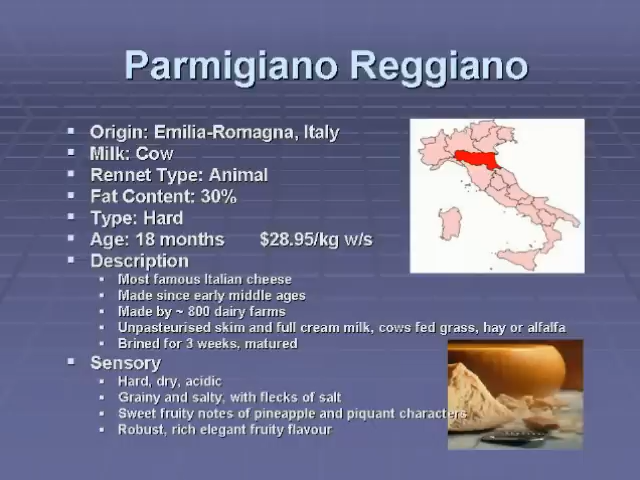 Parmigiano Reggiano
Origin: Emilia-Romagna, Italy
Milk: Cow
Rennet Type: Animal
Fat Content: 30%
Type: Hard
Age: 18 months $28.95/kg w/s
Description
Most famous Italian cheese
Made since early middle ages
Made by ~ 800 dairy farms
Unpasteurised skim and full cream milk, cows fed grass, hay or alfalfa
Brined for 3 weeks, matured
Sensory
Hard, dry, acidic
Grainy and salty, with flecks of salt
Sweet fruity notes of pineapple and piquant characters
Robust, rich elegant fruity flavour